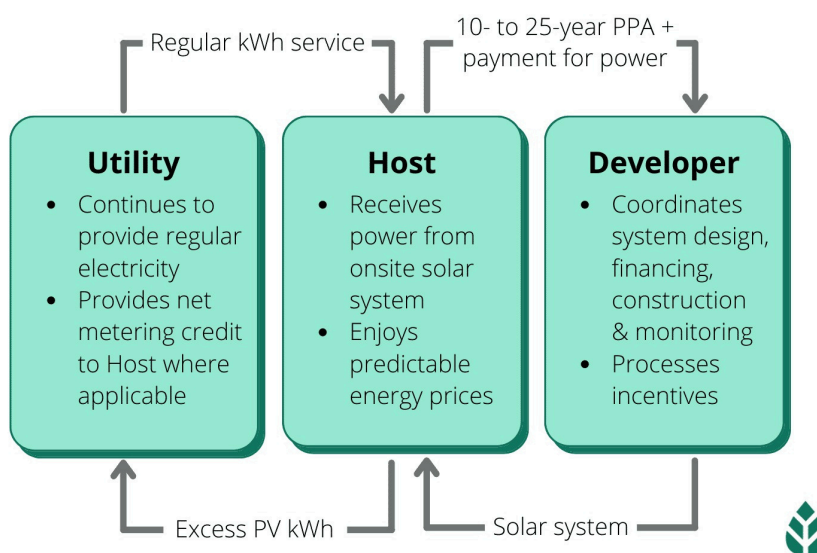 Regular kWh service
10- to 25-year PPA +
payment for power
Utility
• Continues to
provide regular
electricity
• Provides net
metering credit
to Host where
applicable
Host
• Receives
power from
onsite solar
system
• Enjoys
predictable
energy prices
Developer
• Coordinates
system design,
financing,
construction
& monitoring
• Processes
incentives
Excess PV kWh
Solar system